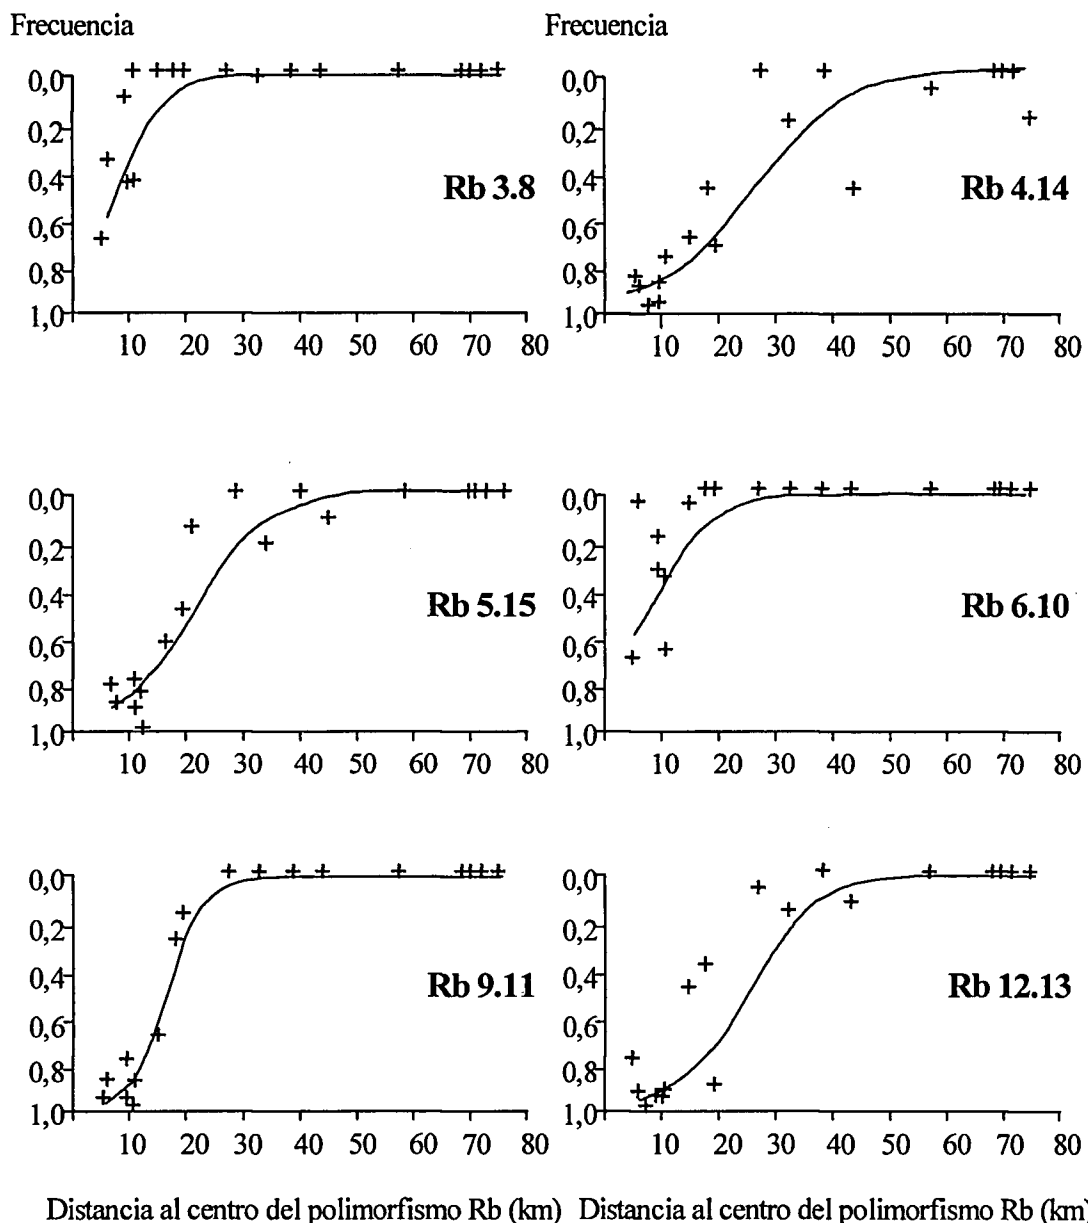 Frecuencia
Frecuencia
0,0
0,2
0,4
0,6
0,8
1,0
Rb 3.8
10 20 30 40 50 60 70 80
0,0
0,2
0,4
0,6
0,8
1,0
Rb 4.14
10 20 30 40 50 60 70 80
0,0
0,2
0,4
0,6
0,8
1,0
Rb 5.15
10 20 30 40 50 60 70 80
0,0
0,2
0,4
0,6
0,8
1,0
Rb 6.10
10 20 30 40 50 60 70 80
0,0
0,2
0,4
0,6
0,8
1,0
Rb 9.11
10 20 30 40 50 60 70 80
0,0
0,2
0,4
0,6
0,8
1,0
Rb 12.13
10 20 30 40 50 60 70 80
Distancia al centro del polimorfismo Rb (km)
Distancia al centro del polimorfismo Rb (km